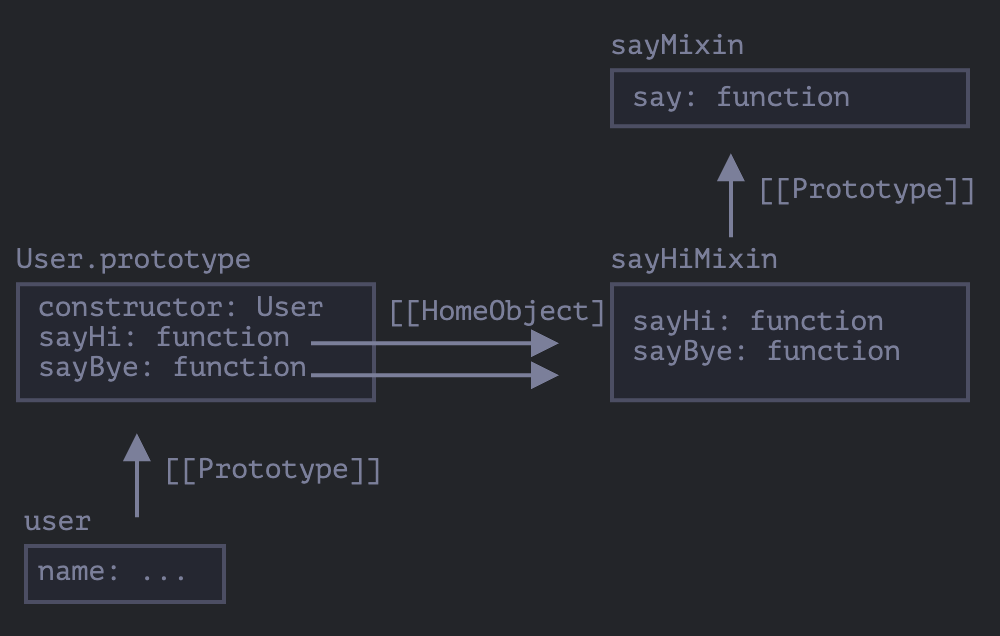 sayMixin
say: function
[[Prototype]]
User.prototype
sayHiMixin
constructor: User
sayHi: function
sayBye: function
[[HomeObject]
sayHi: function
sayBye: function
[[Prototype]]
user
name: ...